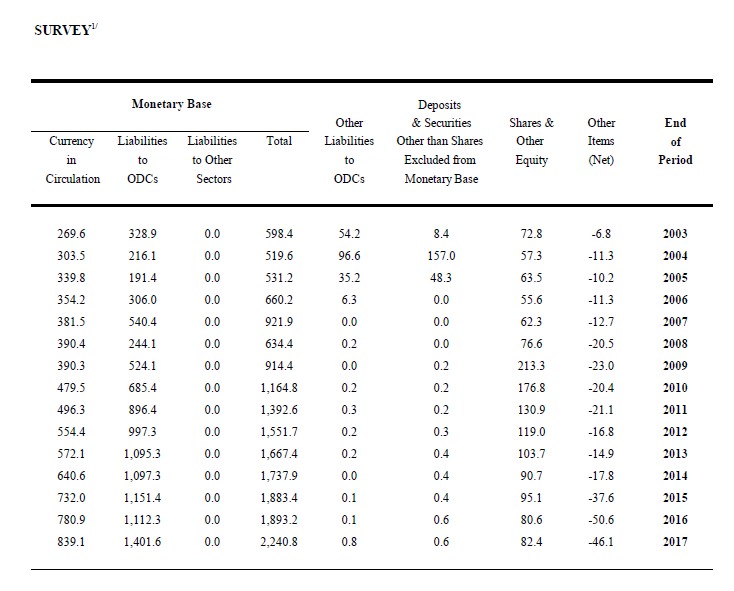 SURVEY1/
Monetary Base
Deposits
Other & Securities Shares & Other End
Currency Liabilities Liabilities Total Liabilities Other than Shares Other Items of
in to to Other to Excluded from Equity (Net) Period
Circulation ODCs Sectors ODCs Monetary Base
269.6 328.9 0.0 598.4 54.2 8.4 72.8 -6.8 2003
303.5 216.1 0.0 519.6 96.6 157.0 57.3 -11.3 2004
339.8 191.4 0.0 531.2 35.2 48.3 63.5 -10.2 2005
354.2 306.0 0.0 660.2 6.3 0.0 55.6 -11.3 2006
381.5 540.4 0.0 921.9 0.0 0.0 62.3 -12.7 2007
390.4 244.1 0.0 634.4 0.2 0.0 76.6 -20.5 2008
390.3 524.1 0.0 914.4 0.0 0.2 213.3 -23.0 2009
479.5 685.4 0.0 1,164.8 0.2 0.2 176.8 -20.4 2010
496.3 896.4 0.0 1,392.6 0.3 0.2 130.9 -21.1 2011
554.4 997.3 0.0 1,551.7 0.2 0.3 119.0 -16.8 2012
572.1 1,095.3 0.0 1,667.4 0.2 0.4 103.7 -14.9 2013
640.6 1,097.3 0.0 1,737.9 0.0 0.4 90.7 -17.8 2014
732.0 1,151.4 0.0 1,883.4 0.1 0.4 95.1 -37.6 2015
780.9 1,112.3 0.0 1,893.2 0.1 0.6 80.6 -50.6 2016
839.1 1,401.6 0.0 2,240.8 0.8 0.6 82.4 -46.1 2017